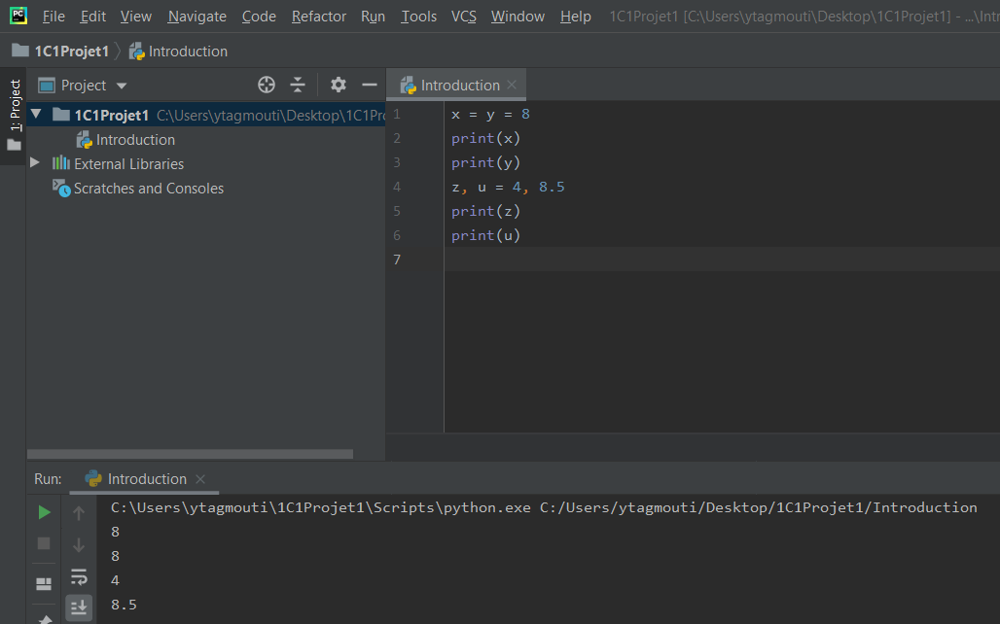 PC File Edit View Navigate Code Refactor Run Tools VCS Window Help 1C1Projet1 [C:\Users\ytagmouti\Desktop\1C1Projet1] - ...\Intr
1C1Projet1 Introduction
1: Project
Project
1C1Projet1 C:\Users\ytagmouti\Desktop\1C1Pro
Introduction
External Libraries
Scratches and Consoles
Introduction
1 x = y = 8
2 print(x)
3 print(y)
4 z, u = 4, 8.5
5 print(z)
6 print(u)
7
Run: Introduction
C:\Users\ytagmouti\1C1Projet1\Scripts\python.exe C:/Users/ytagmouti/Desktop/1C1Projet1/Introduction
8
8
4
8.5